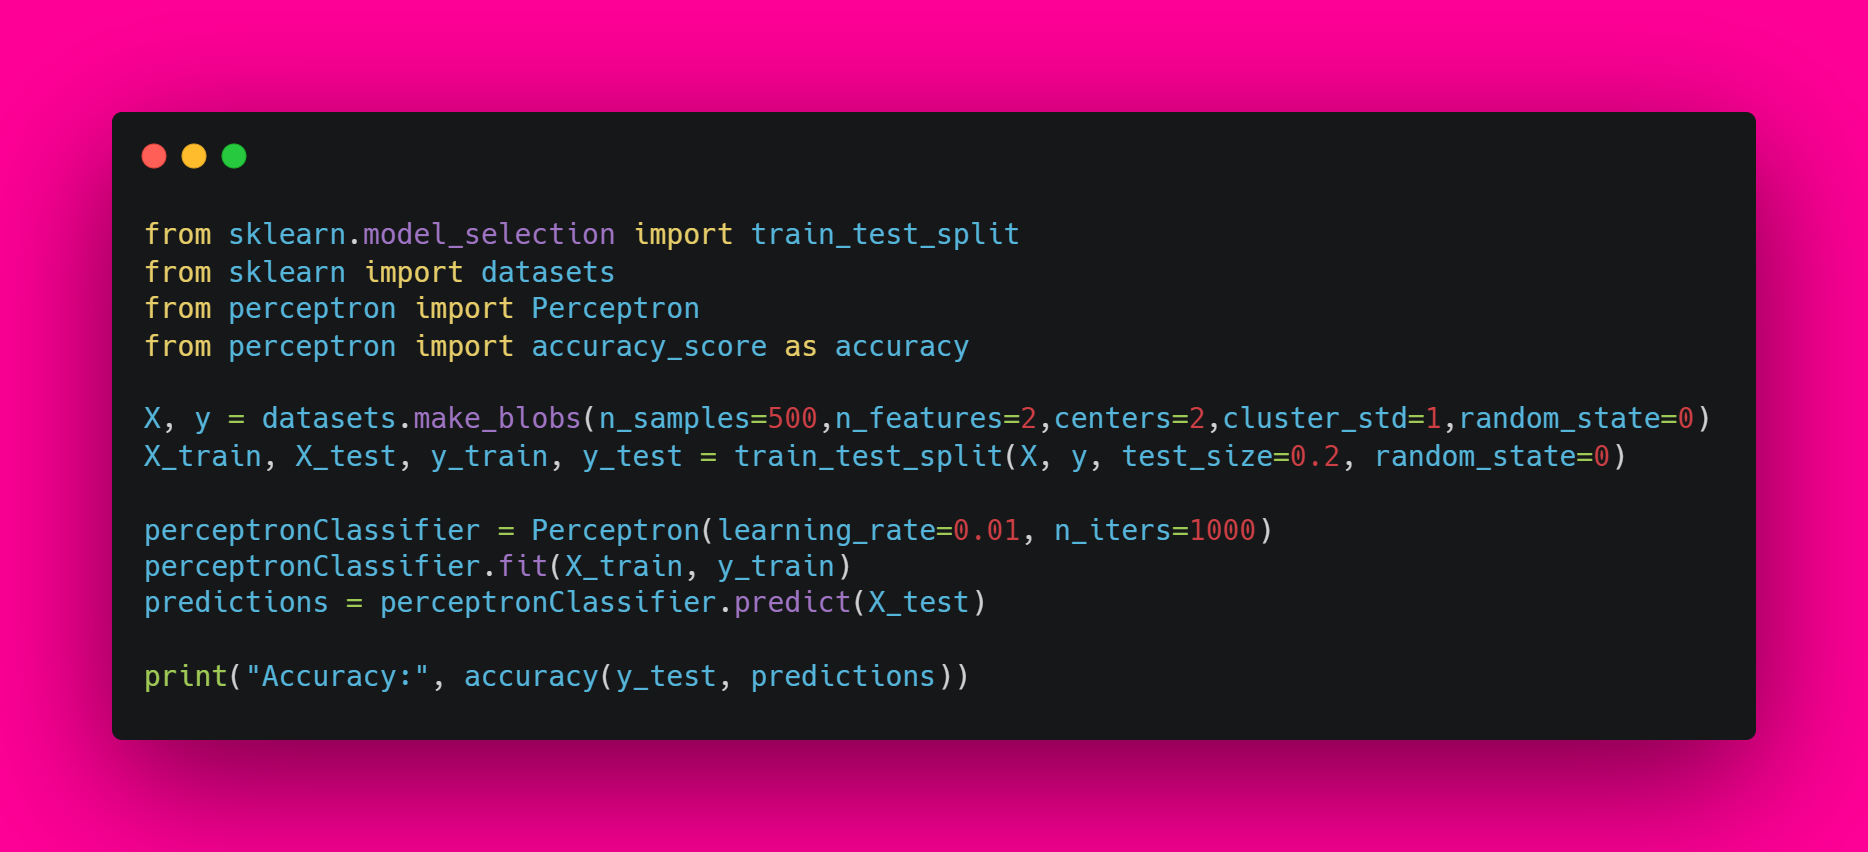 from sklearn.model_selection import train_test_split
from sklearn import datasets
from perceptron import Perceptron
from perceptron import accuracy_score as accuracy

X, y = datasets.make_blobs(n_samples=500,n_features=2,centers=2,cluster_std=1,random_state=0)
X_train, X_test, y_train, y_test = train_test_split(X, y, test_size=0.2, random_state=0)

perceptronClassifier = Perceptron(learning_rate=0.01, n_iters=1000)
perceptronClassifier.fit(X_train, y_train)
predictions = perceptronClassifier.predict(X_test)

print("Accuracy:", accuracy(y_test, predictions))